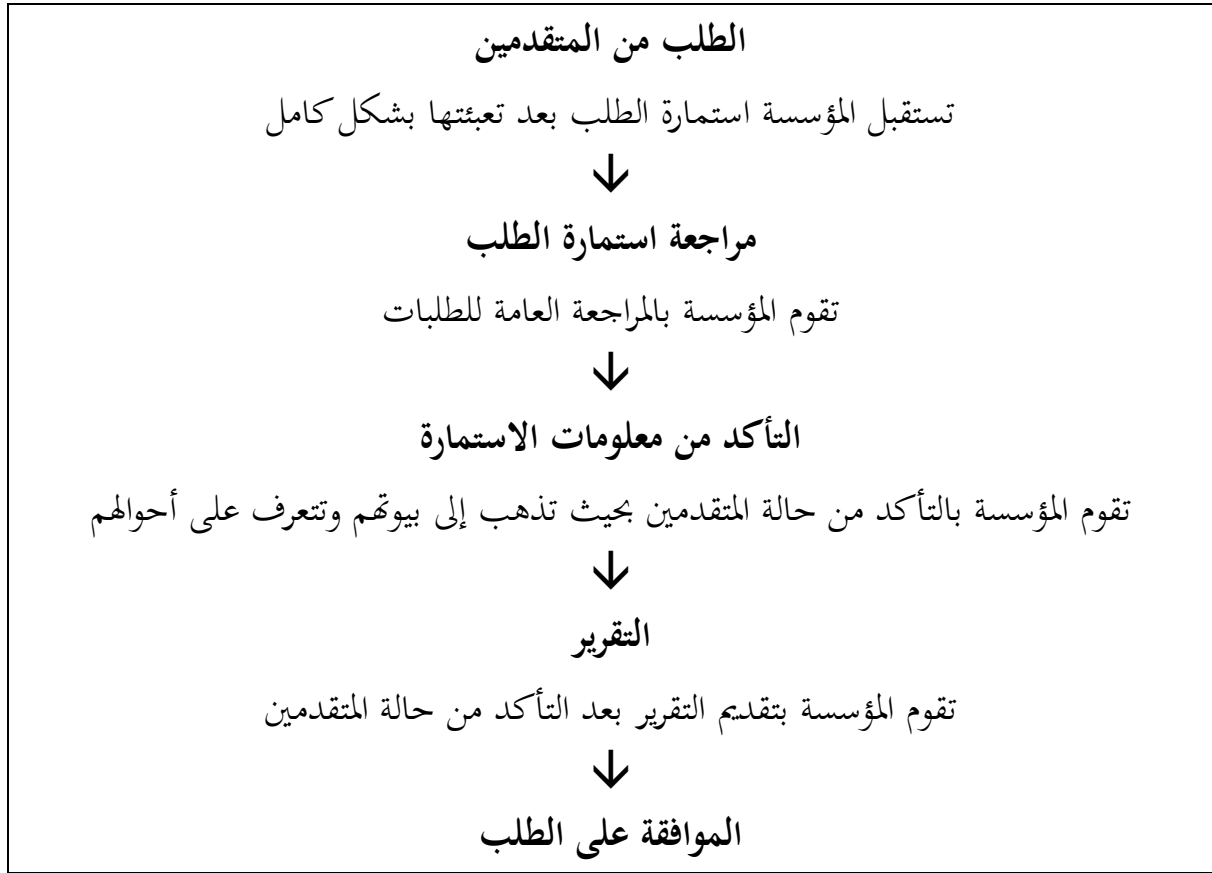 الطلب من المتقدمين
تستقبل المؤسسة استمارة الطلب بعد تعبئتها بشكل كامل
↓
مراجعة استمارة الطلب
تقوم المؤسسة بالمراجعة العامة للطلبات
↓
التأكد من معلومات الاستمارة
تقوم المؤسسة بالتأكد من حالة المتقدمين بحيث تذهب إلى بيوتهم وتتعرف على أحوالهم
↓
التقرير
تقوم المؤسسة بتقديم التقرير بعد التأكد من حالة المتقدمين
↓
الموافقة على الطلب